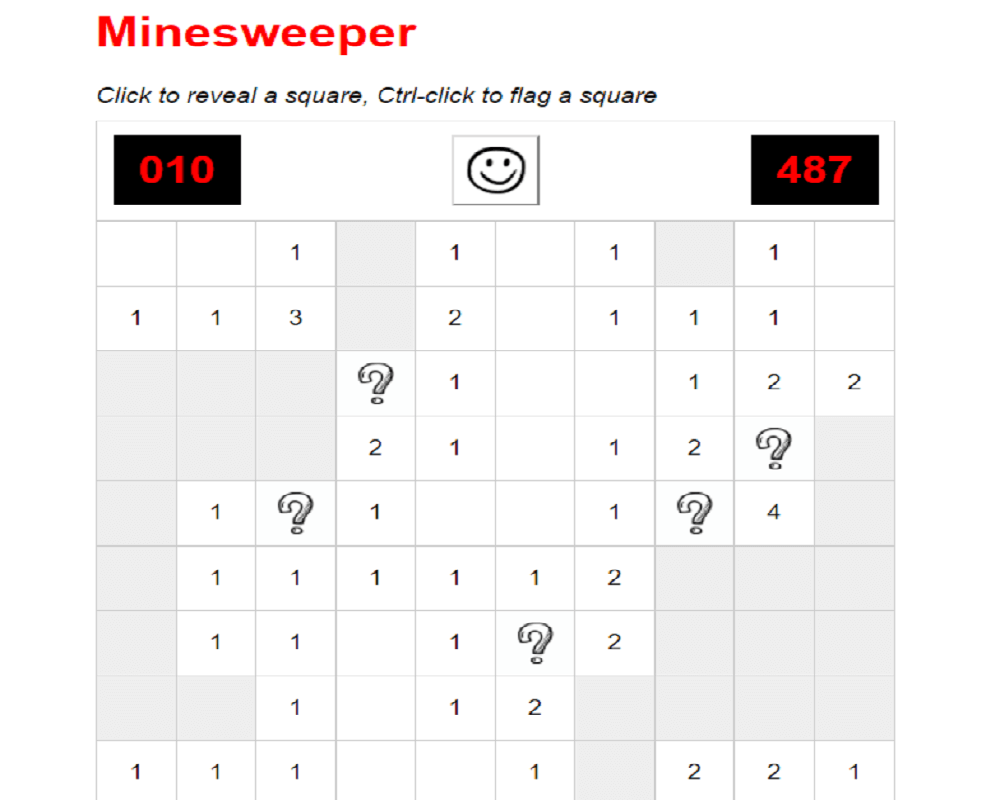 Minesweeper
Click to reveal a square, Ctrl-click to flag a square
010 487
1 1 1 1
1 1 3 2 1 1 1
? 1 1 2 2
2 1 1 2 ?
1 ? 1 1 ? 4
1 1 1 1 1 2
1 1 1 ? 2
1 1 2
1 1 1 1 2 2 1